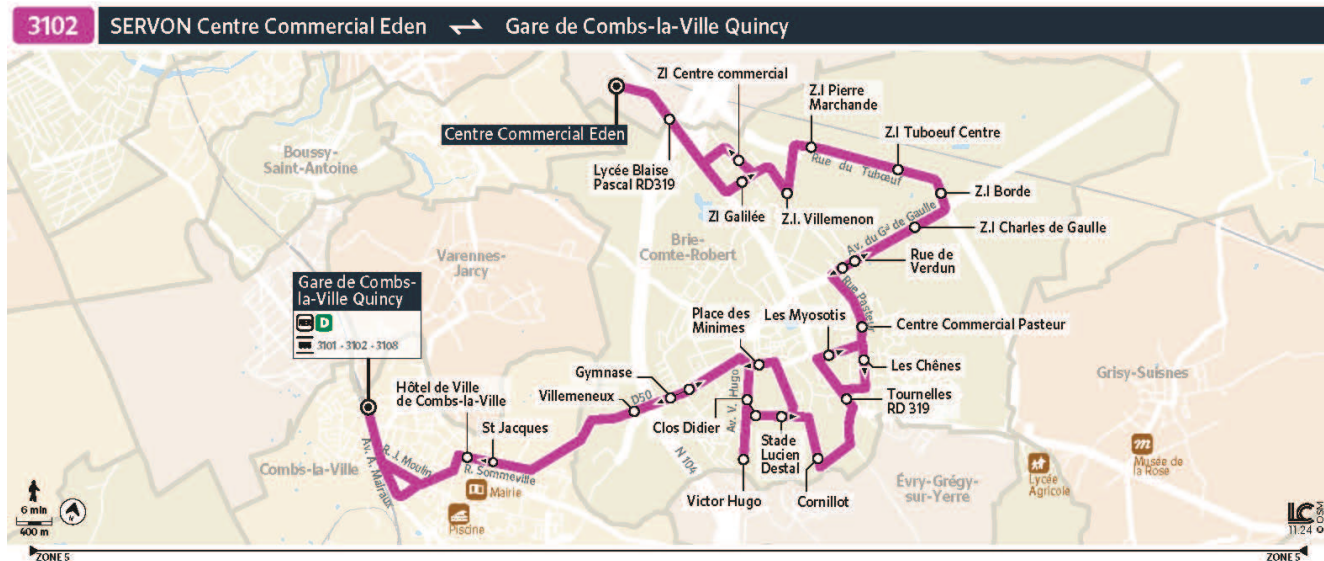 3102
SERVON Centre Commercial Eden
Gare de Combs-la-Ville Quincy
ZI Centre commercial
Z.I Pierre
Marchande
Centre Commercial Eden
Z.I Tuboeuf Centre
Boussy-
Saint-Antoine
Lycée Blaise
Pascal RD319
Rue du Tubœuf
ZI Galilée
Z.I. Villemenon
Z.I Borde
Av. du Gᵃˡ de Gaulle
Z.I Charles de Gaulle
Brie-
Comte-Robert
Varennes-
Jarcy
Rue de
Verdun
Gare de Combs-
la-Ville Quincy
RER D
3101 - 3102 - 3108
Rue Pasteur
Place des
Minimes
Les Myosotis
Centre Commercial Pasteur
Les Chênes
Grisy-Suisnes
Gymnase
Hôtel de Ville
de Combs-la-Ville
Villemeneux
D50
Av. V. Hugo
Tournelles
RD 319
St Jacques
Clos Didier
Stade
Lucien
Destal
N 104
Av. A. Malraux
R. J. Moulin
R. Sommeville
Combs-la-Ville
Musée de
la Rose
Lycée
Agricole
Évry-Grégy-
sur-Yerre
Mairie
Victor Hugo
Cornillot
Piscine
6 min
400 m
N
LC
11.24 © OSM
ZONE 5
ZONE 5